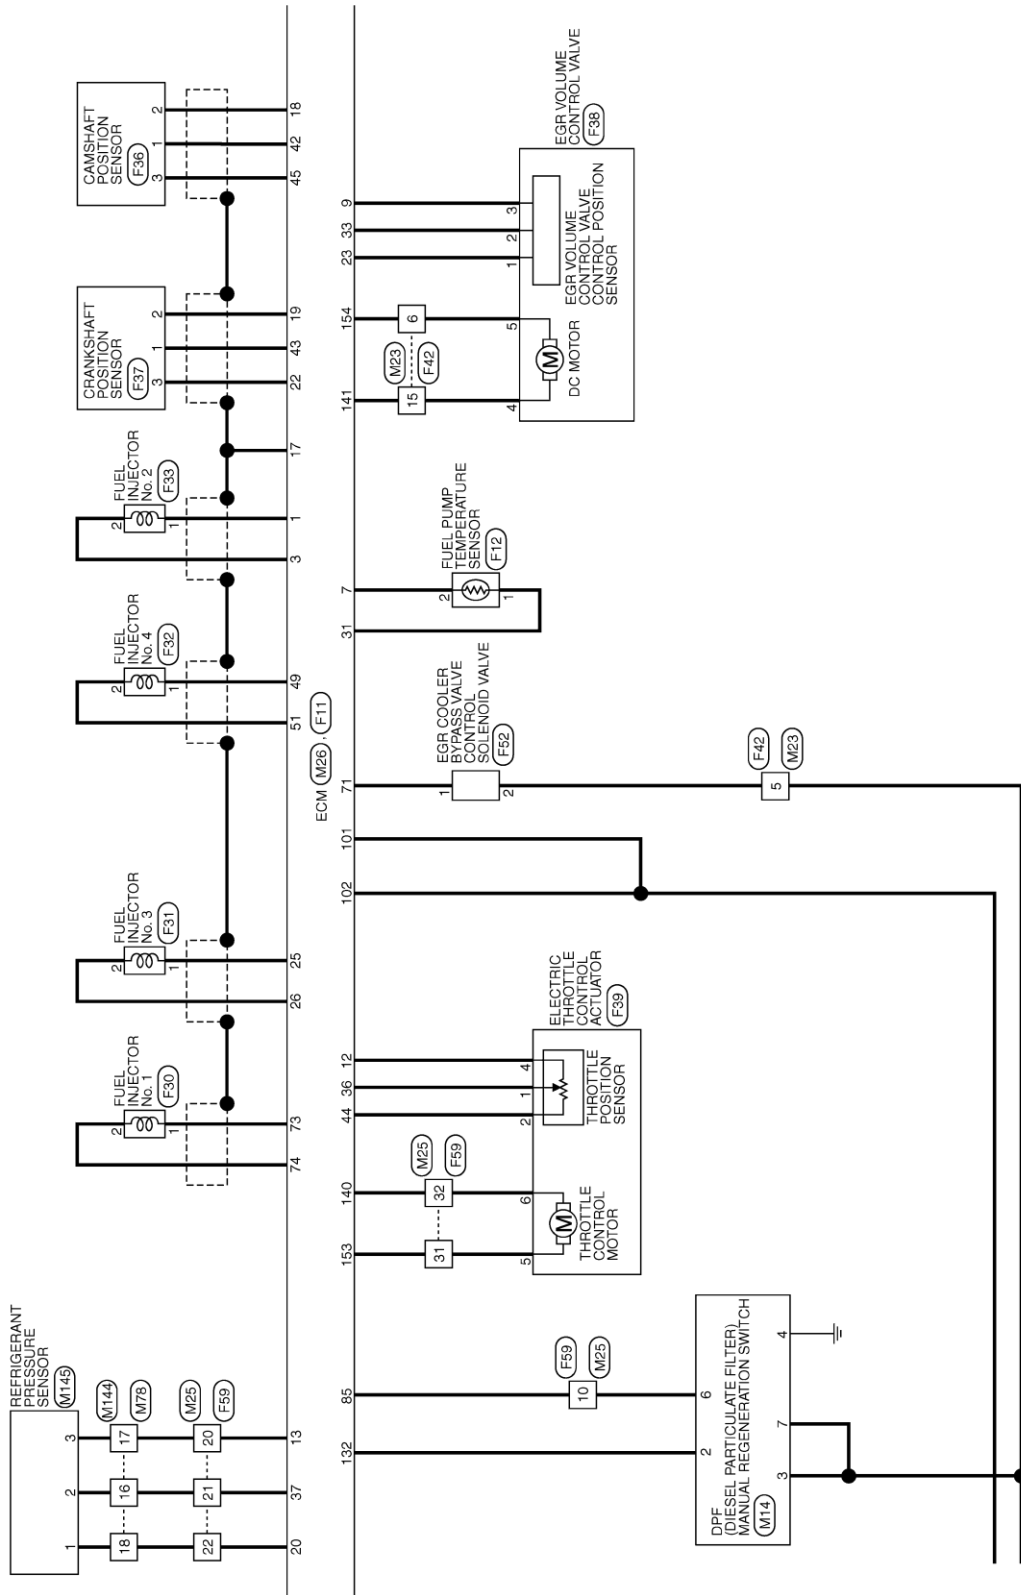 REFRIGERANT
PRESSURE
SENSOR
M145
1 2 3
18 16 17
M144
M78
22 21 20
M25
F59
20 37 13
FUEL
INJECTOR
No. 1
F30
2
1
74 73
FUEL
INJECTOR
No. 3
F31
2
1
26 25
FUEL
INJECTOR
No. 4
F32
2
1
51 49
FUEL
INJECTOR
No. 2
F33
2
1
3 1
17
CRANKSHAFT
POSITION
SENSOR
F37
3 1 2
22 43 19
CAMSHAFT
POSITION
SENSOR
F36
3 1 2
45 42 18
ECM M26 , F11
132 85
F59
10
M25
2 6
DPF
(DIESEL PARTICULATE FILTER)
MANUAL REGENERATION SWITCH
M14
3 7 4
153 140 44 36 12
M25
31 32
F59
ELECTRIC
THROTTLE
CONTROL
ACTUATOR
F39
5 6 2 1 4
THROTTLE
CONTROL
MOTOR
M
THROTTLE
POSITION
SENSOR
102 101 71
EGR COOLER
BYPASS VALVE
CONTROL
SOLENOID VALVE
F52
1
2
F42
5
M23
31 7
FUEL PUMP
TEMPERATURE
SENSOR
F12
2
1
141 154 23 33 9
M23
15 6
F42
EGR VOLUME
CONTROL VALVE
F38
4 5 1 2 3
M
DC MOTOR
EGR VOLUME
CONTROL VALVE
CONTROL POSITION
SENSOR